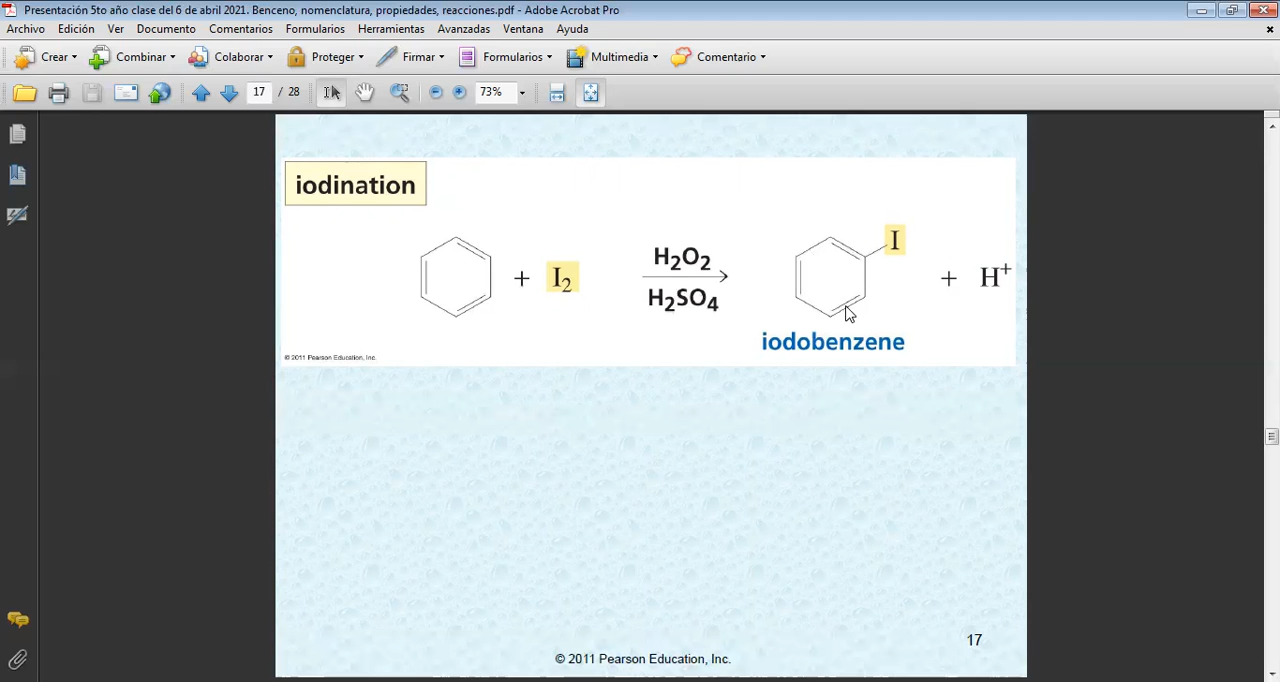 Presentación 5to año clase del 6 de abril 2021. Benceno, nomenclatura, propiedades, reacciones.pdf - Adobe Acrobat Pro
Archivo Edición Ver Documento Comentarios Formularios Herramientas Avanzadas Ventana Ayuda
Crear Combinar Colaborar Proteger Firmar Formularios Multimedia Comentario
17 / 28 73%
iodination
+ I₂ H₂O₂ I + H⁺
H₂SO₄
iodobenzene
© 2011 Pearson Education, Inc.
17
© 2011 Pearson Education, Inc.